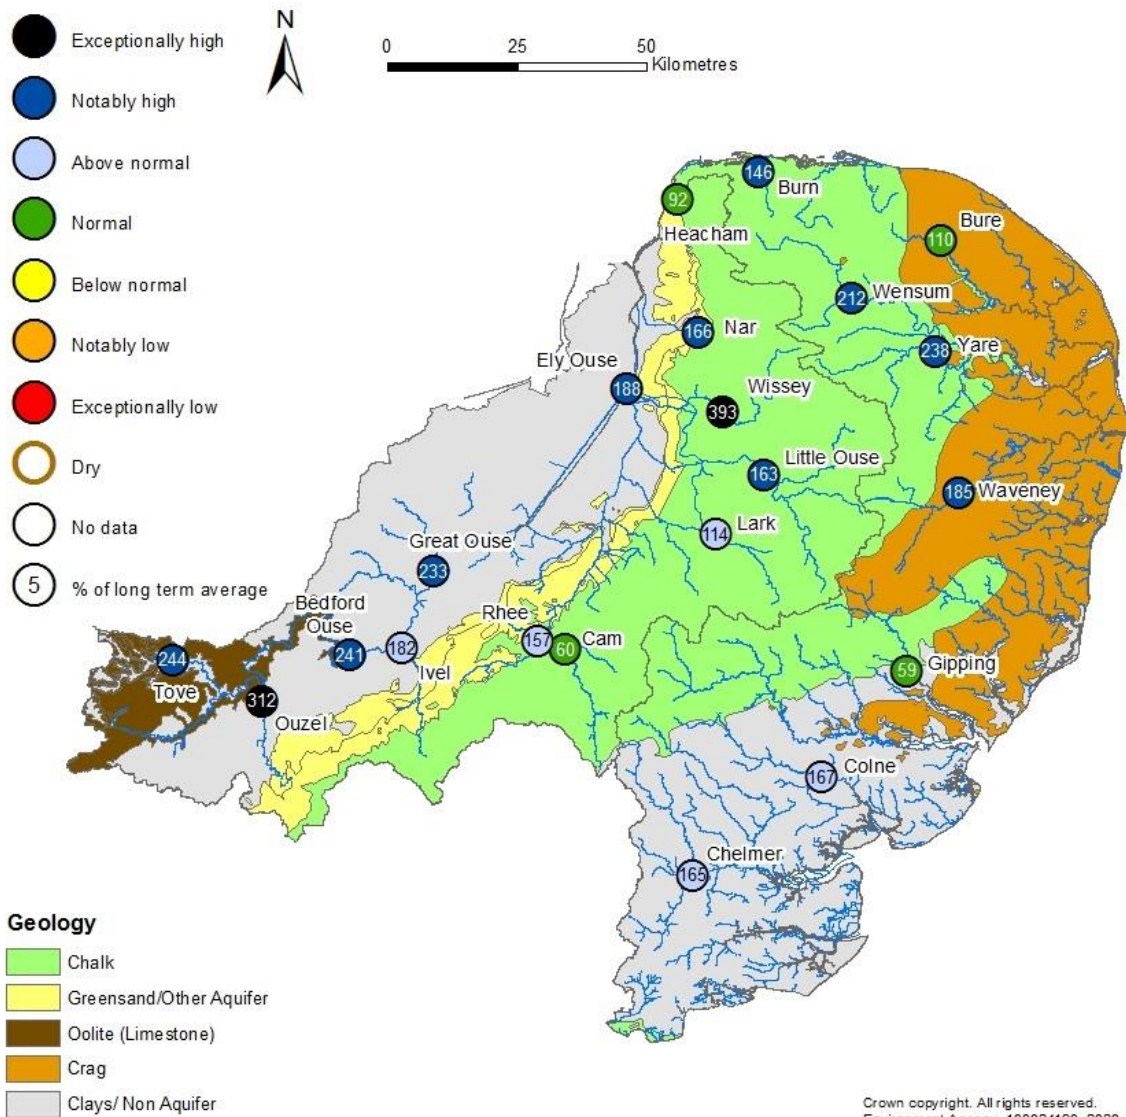 Exceptionally high
Notably high
Above normal
Normal
Below normal
Notably low
Exceptionally low
Dry
No data
5 % of long term average
N
0 25 50
Kilometres
146
Burn
92
Heacham
Bure
110
Wensum
212
Nar
166
Yare
238
Ely Ouse
188
Wissey
393
Little Ouse
163
185 Waveney
Lark
114
Great Ouse
233
Bedford
Ouse
241
Rhee
157
Cam
60
182
Ivel
244
Tove
312
Ouzel
59 Gipping
Colne
167
Chelmer
165
Geology
Chalk
Greensand/Other Aquifer
Oolite (Limestone)
Crag
Clays/ Non Aquifer
Crown copyright. All rights reserved.
Environment Agency,